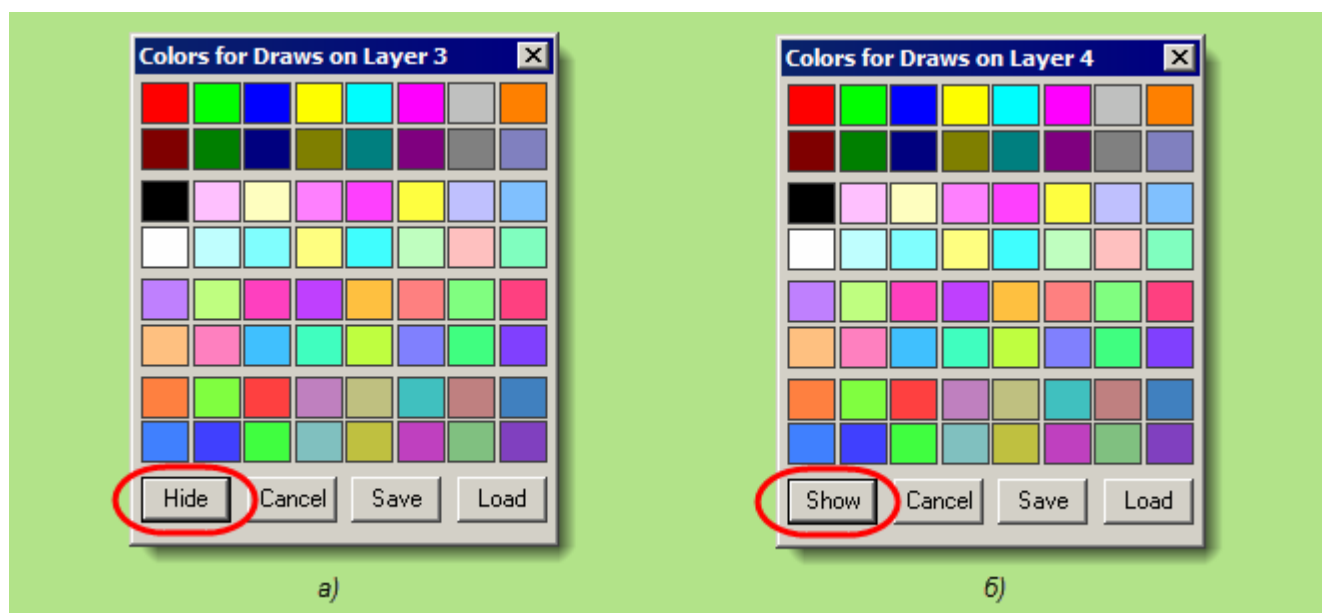 Colors for Draws on Layer 3
Hide Cancel Save Load
а)
Colors for Draws on Layer 4
Show Cancel Save Load
б)